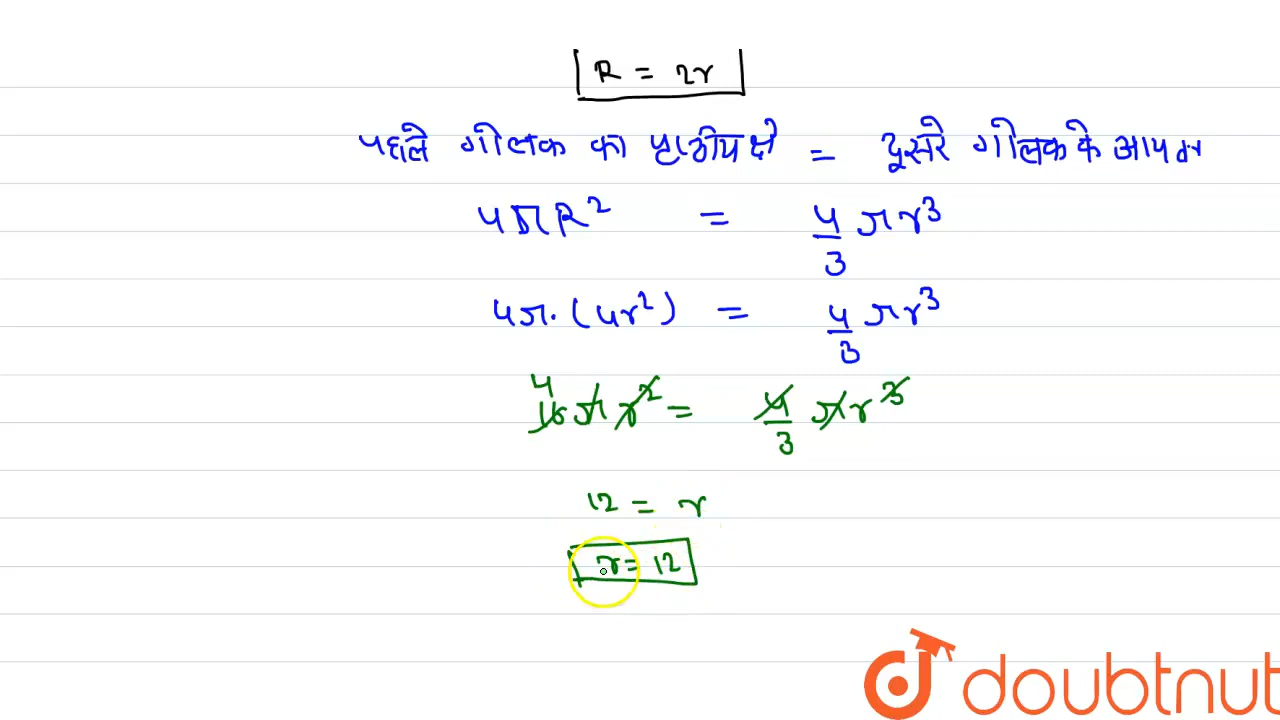 R = 2r
पहले गोलक का पृष्ठीय क्षे = दूसरे गोलक के आयतन
4πR² = 4/3 πr³
4π.(4r²) = 4/3 πr³
4
16πr² = 4/3 πr³
12 = r
r = 12
doubtnut